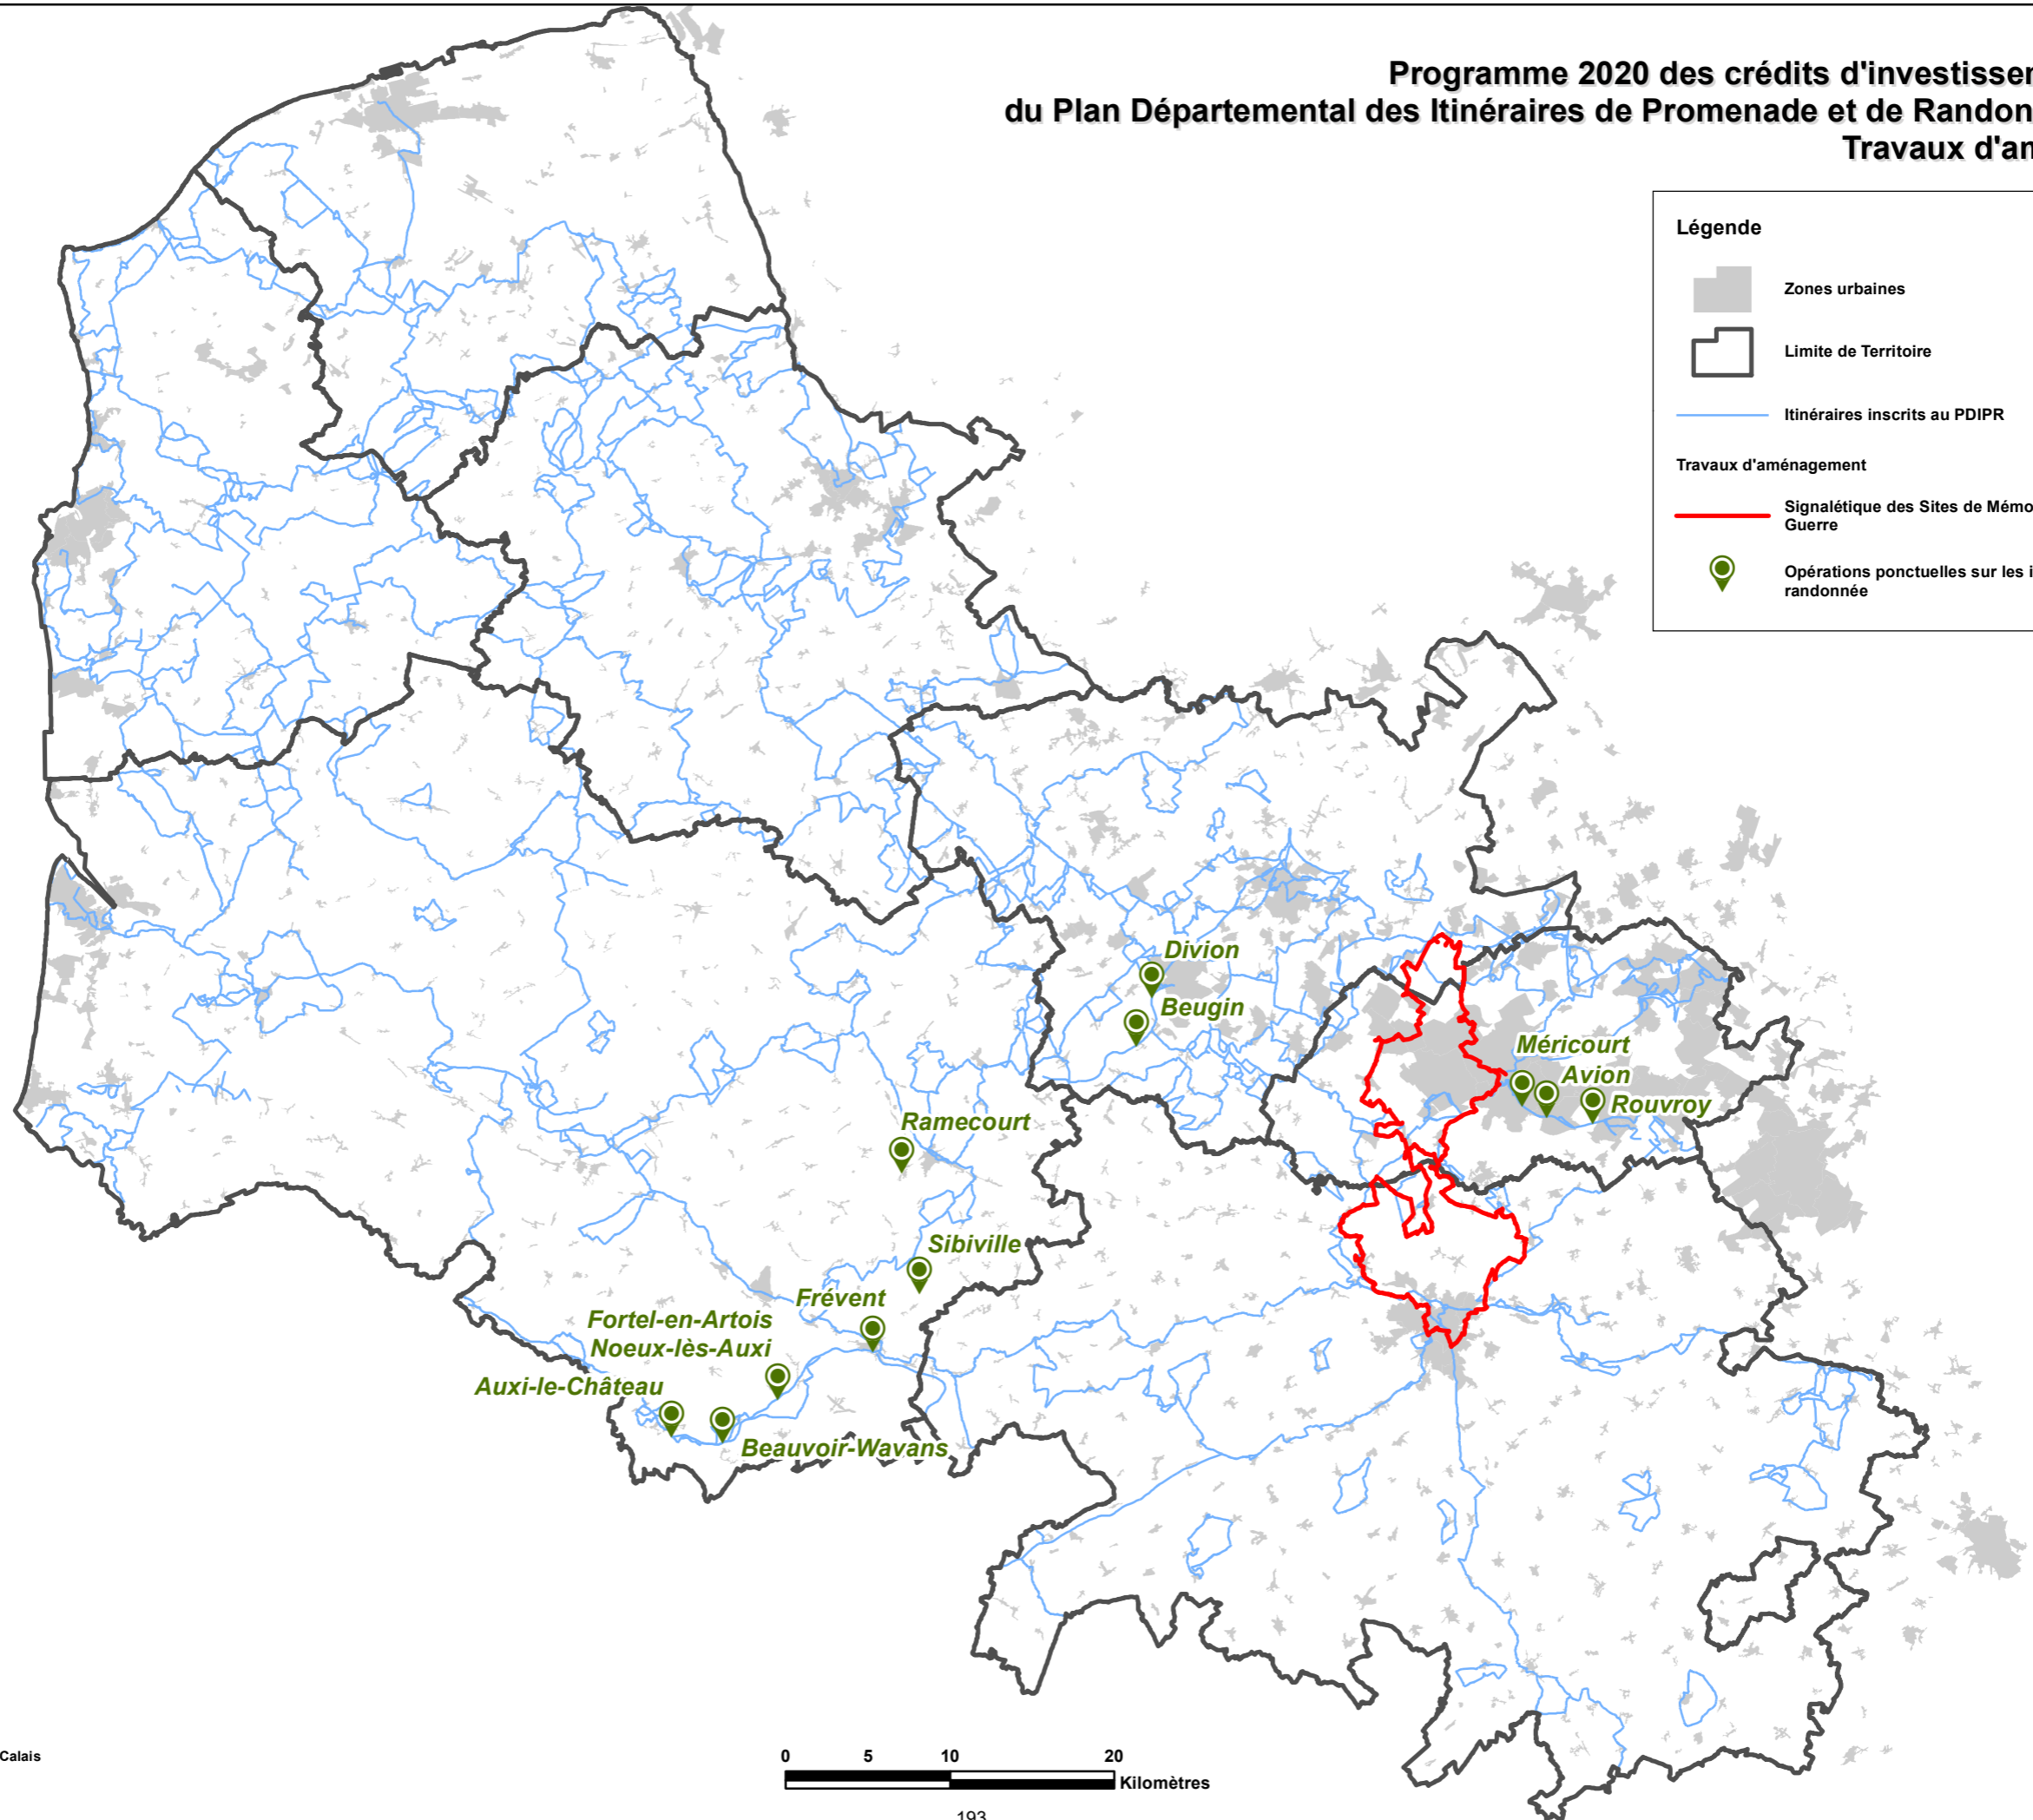 Programme 2020 des crédits d'investissem
du Plan Départemental des Itinéraires de Promenade et de Randon
Travaux d'am
Légende
Zones urbaines
Limite de Territoire
Itinéraires inscrits au PDIPR
Travaux d'aménagement
Signalétique des Sites de Mémo
Guerre
Opérations ponctuelles sur les i
randonnée
Divion
Beugin
Méricourt
Avion
Rouvroy
Ramecourt
Sibiville
Frévent
Fortel-en-Artois
Noeux-lès-Auxi
Auxi-le-Château
Beauvoir-Wavans
Calais
0 5 10 20
Kilomètres
193